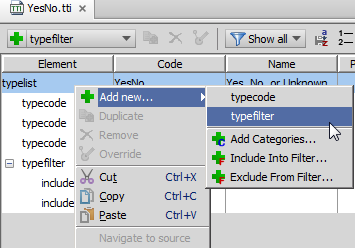 YesNo.tti
typefilter
Show all
Element Code Name
typelist YesNo Yes, No, or Unknown
typecode
typecode
typecode
typefilter
include
include
Add new...
Duplicate
Remove
Override
Cut Ctrl+X
Copy Ctrl+C
Paste Ctrl+V
Navigate to source
typecode
typefilter
Add Categories...
Include Into Filter...
Exclude From Filter...